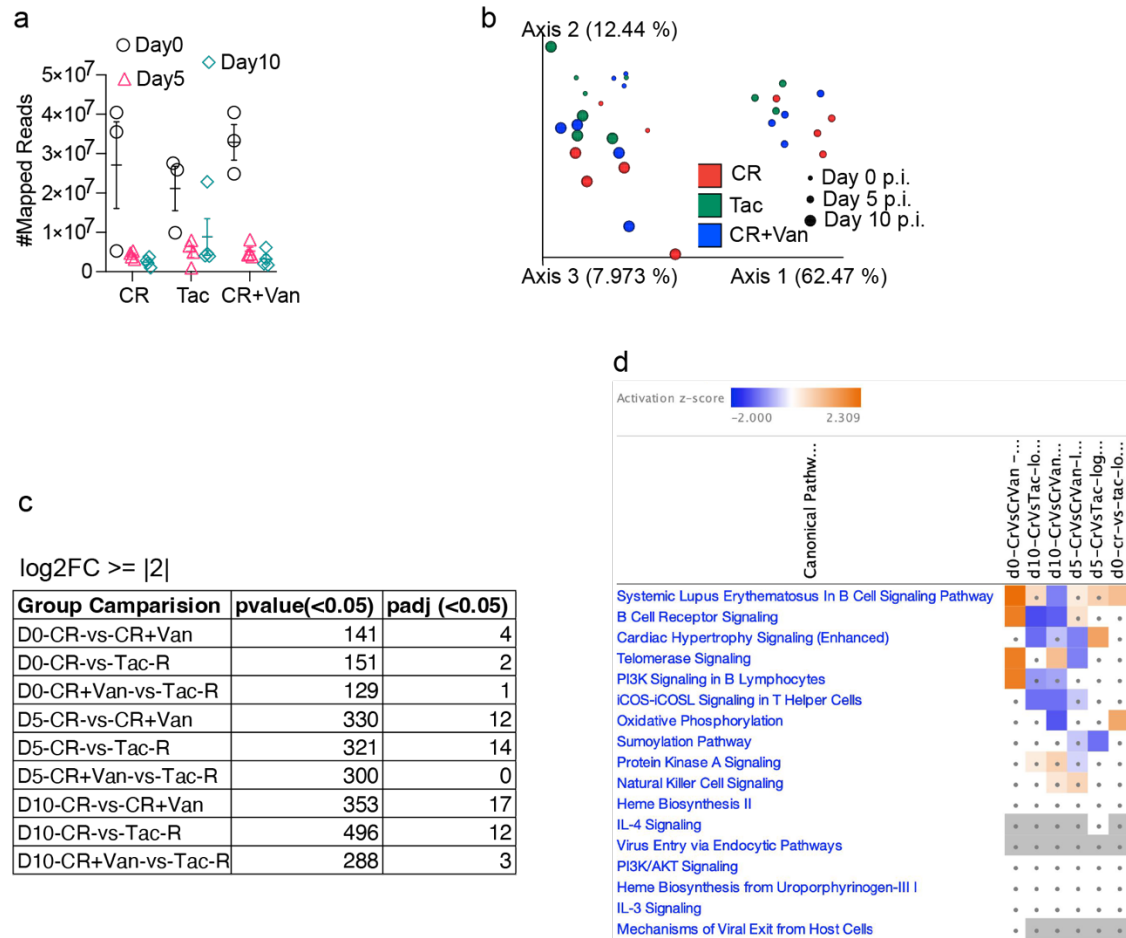 a
Day0
Day5
Day10
#Mapped Reads
5×10⁷
4×10⁷
3×10⁷
2×10⁷
1×10⁷
0
CR Tac CR+Van
b
Axis 2 (12.44 %)
CR
Tac
CR+Van
Day 0 p.i.
Day 5 p.i.
Day 10 p.i.
Axis 3 (7.973 %) Axis 1 (62.47 %)
c
log2FC >= |2|
Group Camparision pvalue(<0.05) padj (<0.05)
D0-CR-vs-CR+Van 141 4
D0-CR-vs-Tac-R 151 2
D0-CR+Van-vs-Tac-R 129 1
D5-CR-vs-CR+Van 330 12
D5-CR-vs-Tac-R 321 14
D5-CR+Van-vs-Tac-R 300 0
D10-CR-vs-CR+Van 353 17
D10-CR-vs-Tac-R 496 12
D10-CR+Van-vs-Tac-R 288 3
d
Activation z-score
-2.000 2.309
Canonical Pathw...
d0-CrVsCrVan -...
d10-CrVsTac-lo...
d10-CrVsCrVan...
d5-CrVsCrVan-l...
d5-CrVsTac-log...
d0-cr-vs-tac-lo...
Systemic Lupus Erythematosus In B Cell Signaling Pathway
B Cell Receptor Signaling
Cardiac Hypertrophy Signaling (Enhanced)
Telomerase Signaling
PI3K Signaling in B Lymphocytes
iCOS-iCOSL Signaling in T Helper Cells
Oxidative Phosphorylation
Sumoylation Pathway
Protein Kinase A Signaling
Natural Killer Cell Signaling
Heme Biosynthesis II
IL-4 Signaling
Virus Entry via Endocytic Pathways
PI3K/AKT Signaling
Heme Biosynthesis from Uroporphyrinogen-III I
IL-3 Signaling
Mechanisms of Viral Exit from Host Cells